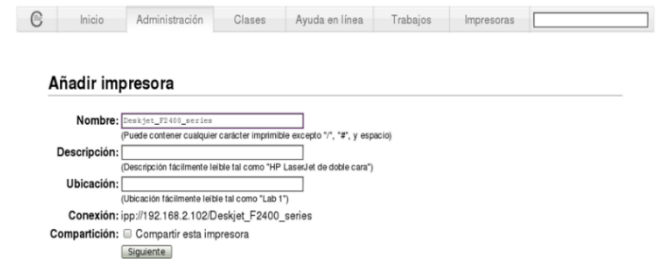 Inicio Administración Clases Ayuda en línea Trabajos Impresoras
Añadir impresora
Nombre: Deskjet_F2400_series
(Puede contener cualquier carácter imprimible excepto "/", "#", y espacio)
Descripción:
(Descripción fácilmente leíble tal como "HP LaserJet de doble cara")
Ubicación:
(Ubicación fácilmente leíble tal como "Lab 1")
Conexión: ipp://192.168.2.102/Deskjet_F2400_series
Compartición: Compartir esta impresora
Siguiente